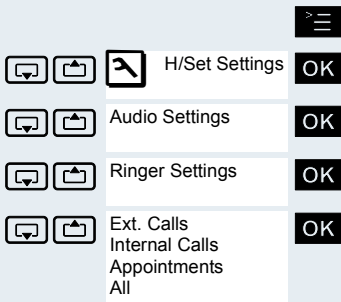 H/Set Settings OK
Audio Settings OK
Ringer Settings OK
Ext. Calls OK
Internal Calls
Appointments
All